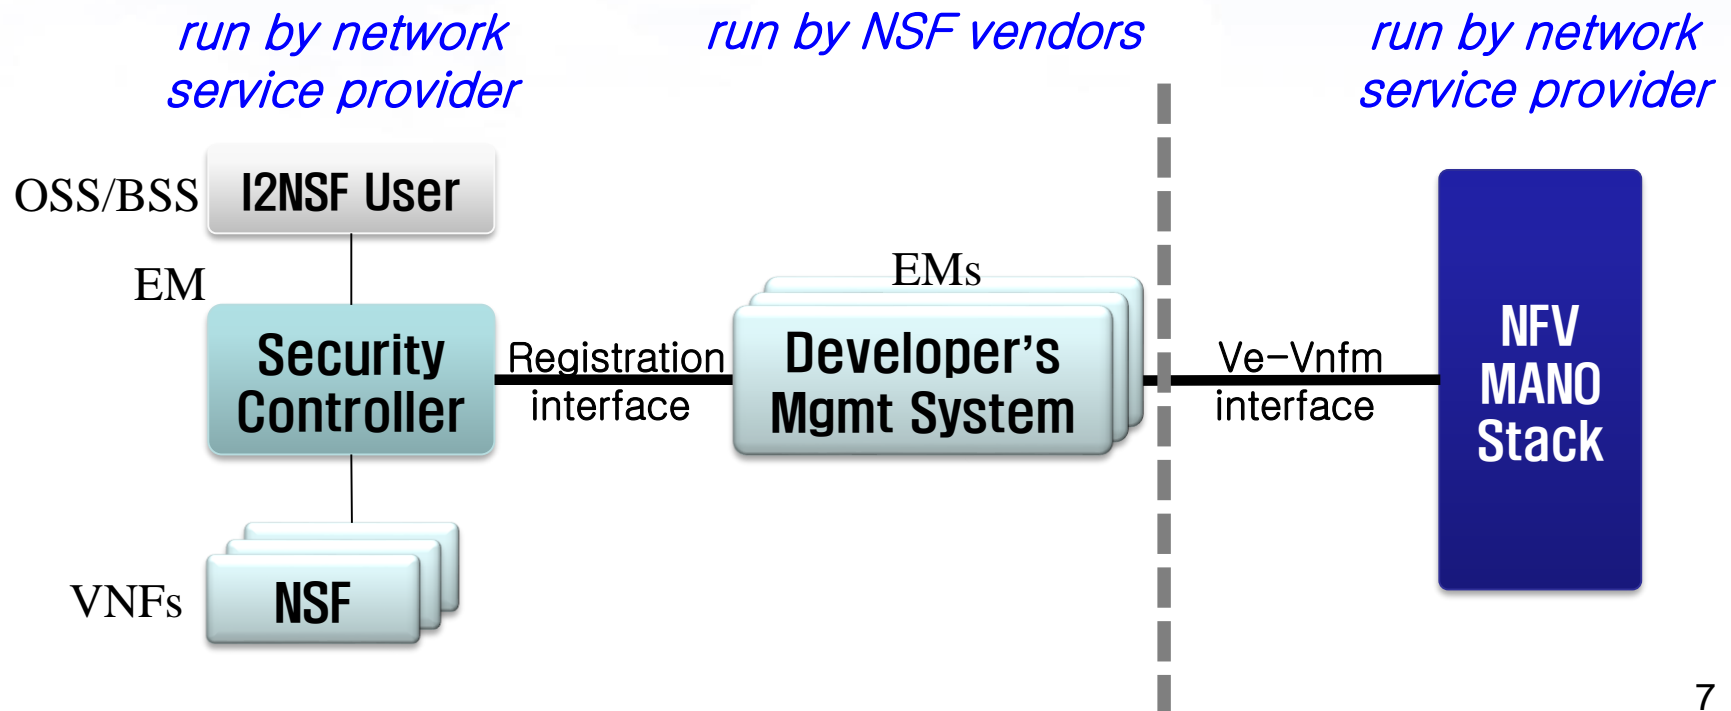 run by network
service provider
run by NSF vendors
run by network
service provider
OSS/BSS
I2NSF User
EM
Security
Controller
Registration
interface
EMs
Developer's
Mgmt System
Ve-Vnfm
interface
NFV
MANO
Stack
VNFs
NSF
7